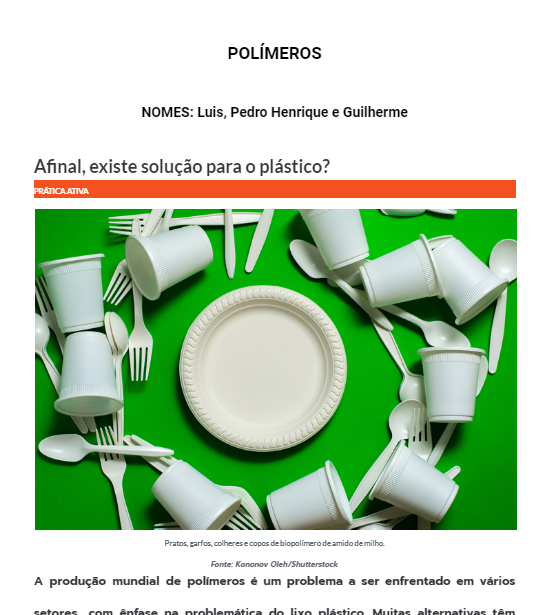 POLÍMEROS
NOMES: Luis, Pedro Henrique e Guilherme
Afinal, existe solução para o plástico?
PRÁTICA ATIVA
Pratos, garfos, colheres e copos de biopolímero de amido de milho.
Fonte: Kononov Oleh/Shutterstock
A produção mundial de polímeros é um problema a ser enfrentado em vários
setores, com ênfase na problemática do lixo plástico. Muitas alternativas têm